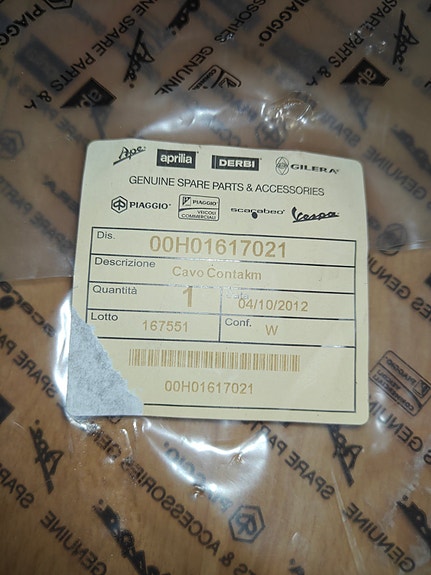 Ape aprilia DERBI GILERA
GENUINE SPARE PARTS & ACCESSORIES
PIAGGIO PIAGGIO VEICOLI COMMERCIALI scarabeo Vespa
Dis. 00H01617021
Descrizione
Cavo Contakm
Quantità 1 Data 04/10/2012
Lotto 167551 Conf. W
00H01617021